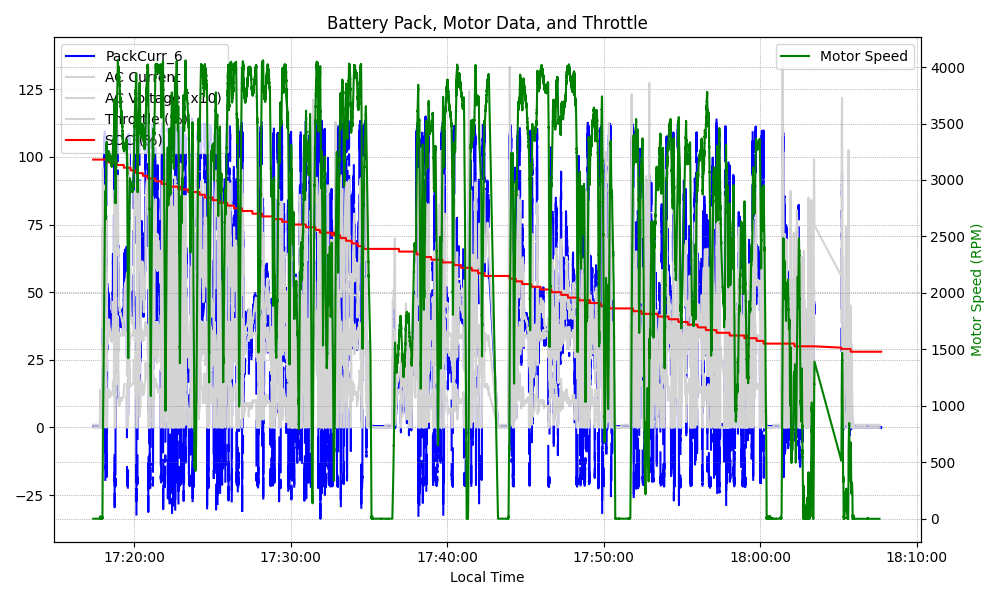 Battery Pack, Motor Data, and Throttle
PackCurr_6
AC Current
AC Voltage (x10)
Throttle (%)
SOC (%)
Motor Speed
125
100
75
50
25
0
−25
4000
3500
3000
2500
2000
1500
1000
500
0
Motor Speed (RPM)
17:20:00
17:30:00
17:40:00
17:50:00
18:00:00
18:10:00
Local Time